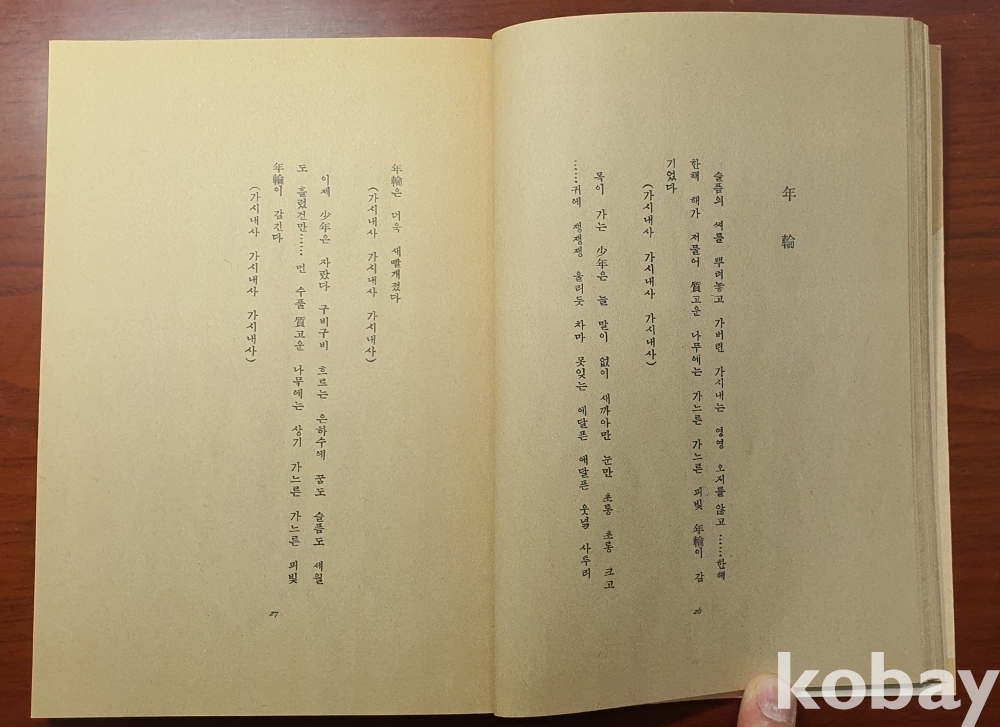 年輪
슬픔의 씨를 뿌려놓고 가버린 가시내는 영영 오지를 않고……한해
한해 해가 저물어 質고운 나무에는 가느른 가느른 피빛 年輪이 감
기었다
(가시내사 가시내사 가시내사)
목이 가는 少年은 늘 말이 없이 새까아만 눈만 초롱 초롱 크고
……귀에 쟁쟁쟁 울리듯 차마 못잊는 애달픈 애달픈 웃녘 사투리
26
年輪은 더욱 새빨개졌다
(가시내사 가시내사 가시내사)
이제 少年은 자랐다 구비구비 흐르는 은하수에 꿈도 슬픔도 세월
도 흘렀건만…… 먼 수풀 質고운 나무에는 상기 가느른 가느른 피빛
年輪이 감긴다
(가시내사 가시내사 가시내사)
27
kobay